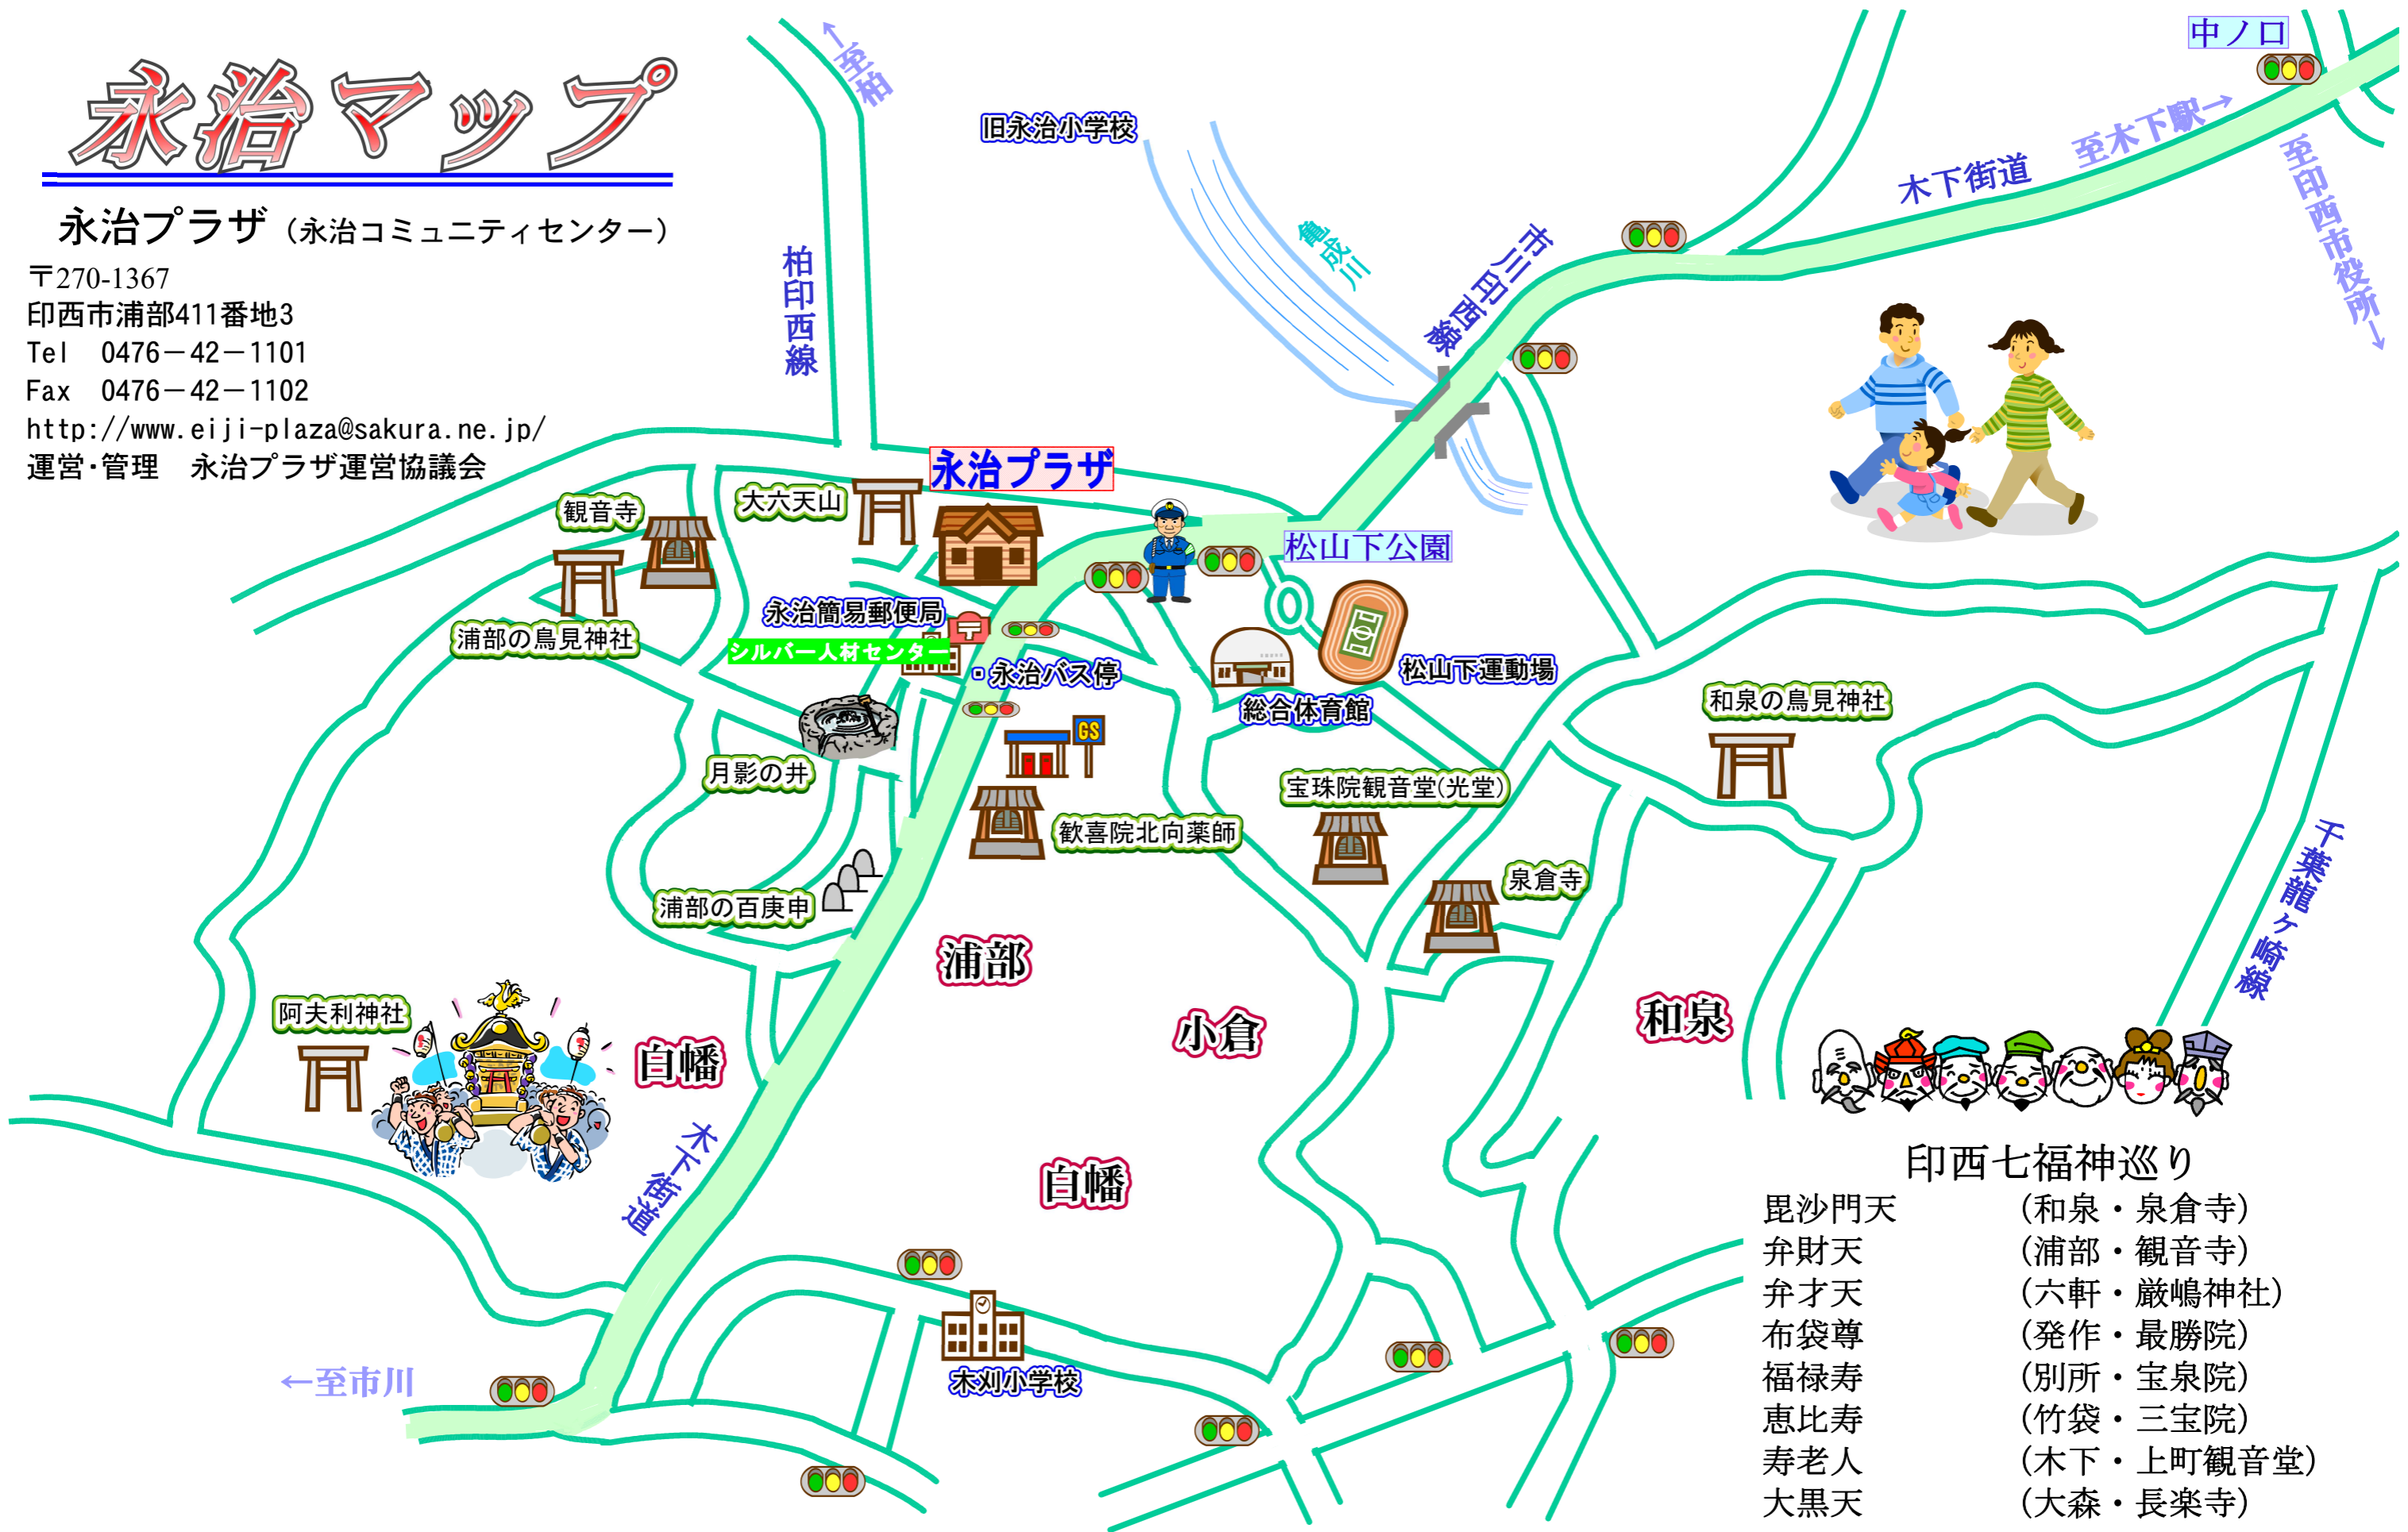 永治マップ
永治プラザ（永治コミュニティセンター）
〒270-1367
印西市浦部411番地3
Tel　0476－42－1101
Fax　0476－42－1102
http://www.eiji-plaza@sakura.ne.jp/
運営・管理　永治プラザ運営協議会
←至柏
柏印西線
旧永治小学校
亀成川
市川印西線
木下街道
至木下駅→
中ノ口
至印西市役所→
永治プラザ
大六天山
観音寺
浦部の鳥見神社
永治簡易郵便局
シルバー人材センター
・永治バス停
松山下公園
松山下運動場
総合体育館
GS
月影の井
歓喜院北向薬師
宝珠院観音堂(光堂)
和泉の鳥見神社
泉倉寺
浦部の百庚申
千葉龍ヶ崎線
浦部
小倉
和泉
阿夫利神社
白幡
白幡
木下街道
木刈小学校
←至市川
印西七福神巡り
毘沙門天　（和泉・泉倉寺）
弁財天　（浦部・観音寺）
弁才天　（六軒・厳嶋神社）
布袋尊　（発作・最勝院）
福禄寿　（別所・宝泉院）
恵比寿　（竹袋・三宝院）
寿老人　（木下・上町観音堂）
大黒天　（大森・長楽寺）